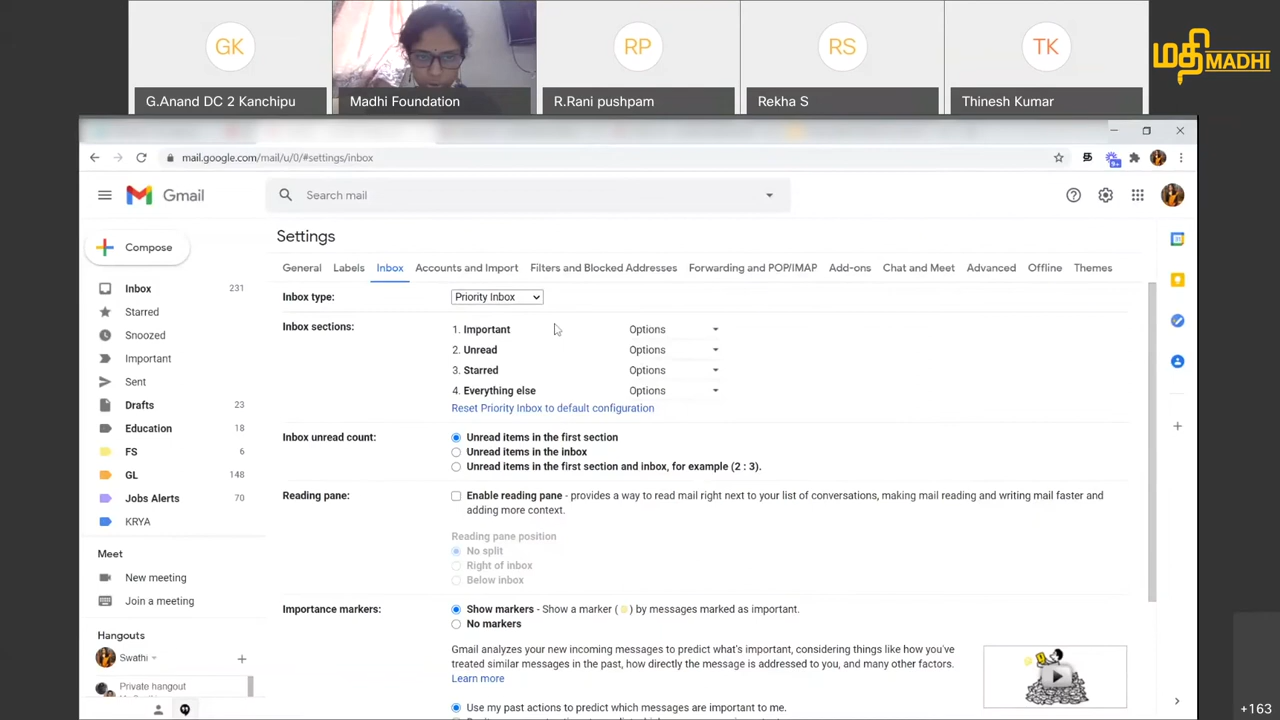 GK
RP
RS
TK
மதி MADHI
G.Anand DC 2 Kanchipu
Madhi Foundation
R.Rani pushpam
Rekha S
Thinesh Kumar
mail.google.com/mail/u/0/#settings/inbox
Gmail
Search mail
Compose
Settings
General Labels Inbox Accounts and Import Filters and Blocked Addresses Forwarding and POP/IMAP Add-ons Chat and Meet Advanced Offline Themes
Inbox 231
Starred
Snoozed
Important
Sent
Drafts 23
Education 18
FS 6
GL 148
Jobs Alerts 70
KRYA
Meet
New meeting
Join a meeting
Hangouts
Swathi
Private hangout
Inbox type: Priority Inbox
Inbox sections: 1. Important Options
2. Unread Options
3. Starred Options
4. Everything else Options
Reset Priority Inbox to default configuration
Inbox unread count: Unread items in the first section
Unread items in the inbox
Unread items in the first section and inbox, for example (2 : 3).
Reading pane: Enable reading pane - provides a way to read mail right next to your list of conversations, making mail reading and writing mail faster and
adding more context.
Reading pane position
No split
Right of inbox
Below inbox
Importance markers: Show markers - Show a marker ( ) by messages marked as important.
No markers
Gmail analyzes your new incoming messages to predict what's important, considering things like how you've
treated similar messages in the past, how directly the message is addressed to you, and many other factors.
Learn more
Use my past actions to predict which messages are important to me.
+163